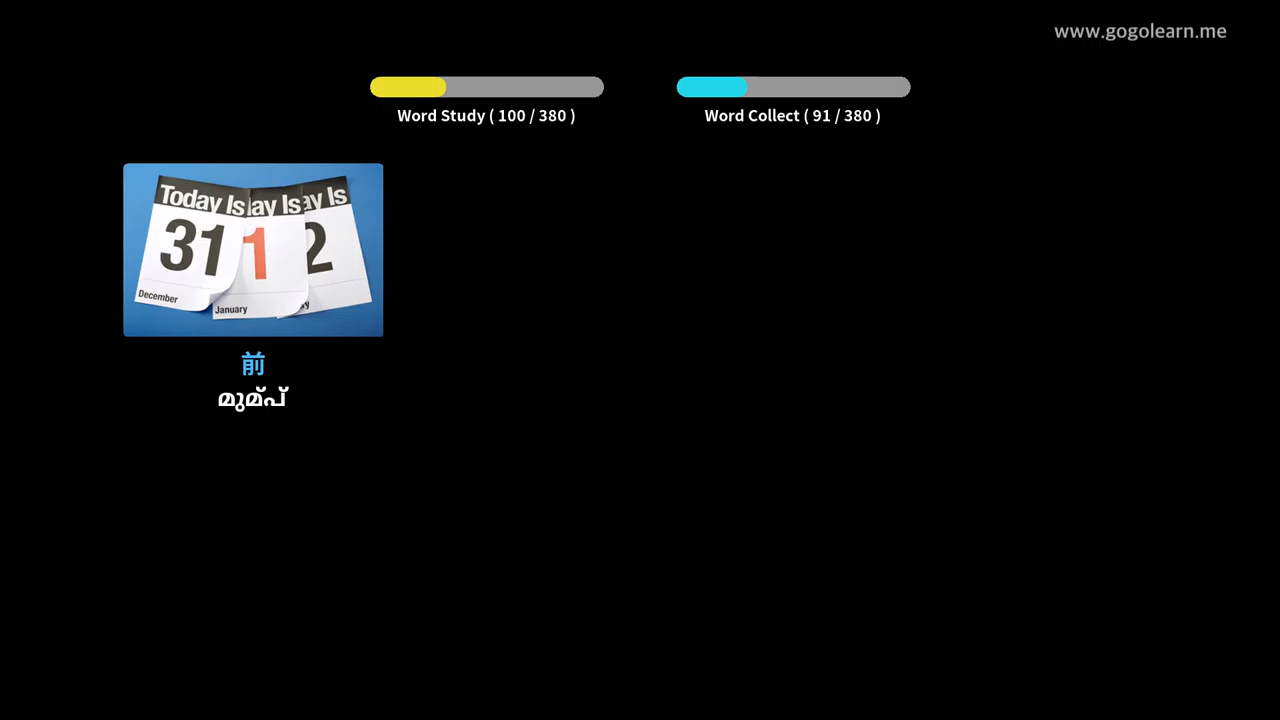 www.gogolearn.me
Word Study ( 100 / 380 )
Word Collect ( 91 / 380 )
Today Is ay Is ay Is
31 1 2
December
January
ry
前
മുമ്പ്